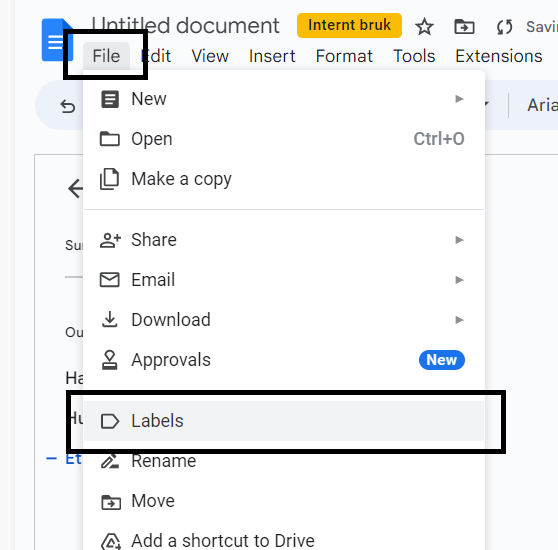 Untitled document Internt bruk Savin
File Edit View Insert Format Tools Extensions
Aria
New
Open Ctrl+O
Make a copy
Share
Email
Download
Approvals New
Labels
Rename
Move
Add a shortcut to Drive
Su
Ou
Ha
Hu
Et